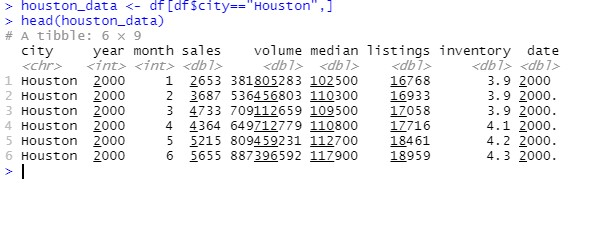 > houston_data <- df[df$city=="Houston",]
> head(houston_data)
# A tibble: 6 × 9
  city     year month sales    volume median listings inventory  date
  <chr>   <int> <int> <dbl>     <dbl>  <dbl>    <dbl>     <dbl> <dbl>
1 Houston  2000     1  2653 381805283 102500    16768       3.9 2000
2 Houston  2000     2  3687 536456803 110300    16933       3.9 2000.
3 Houston  2000     3  4733 709112659 109500    17058       3.9 2000.
4 Houston  2000     4  4364 649712779 110800    17716       4.1 2000.
5 Houston  2000     5  5215 809459231 112700    18461       4.2 2000.
6 Houston  2000     6  5655 887396592 117900    18959       4.3 2000.
>